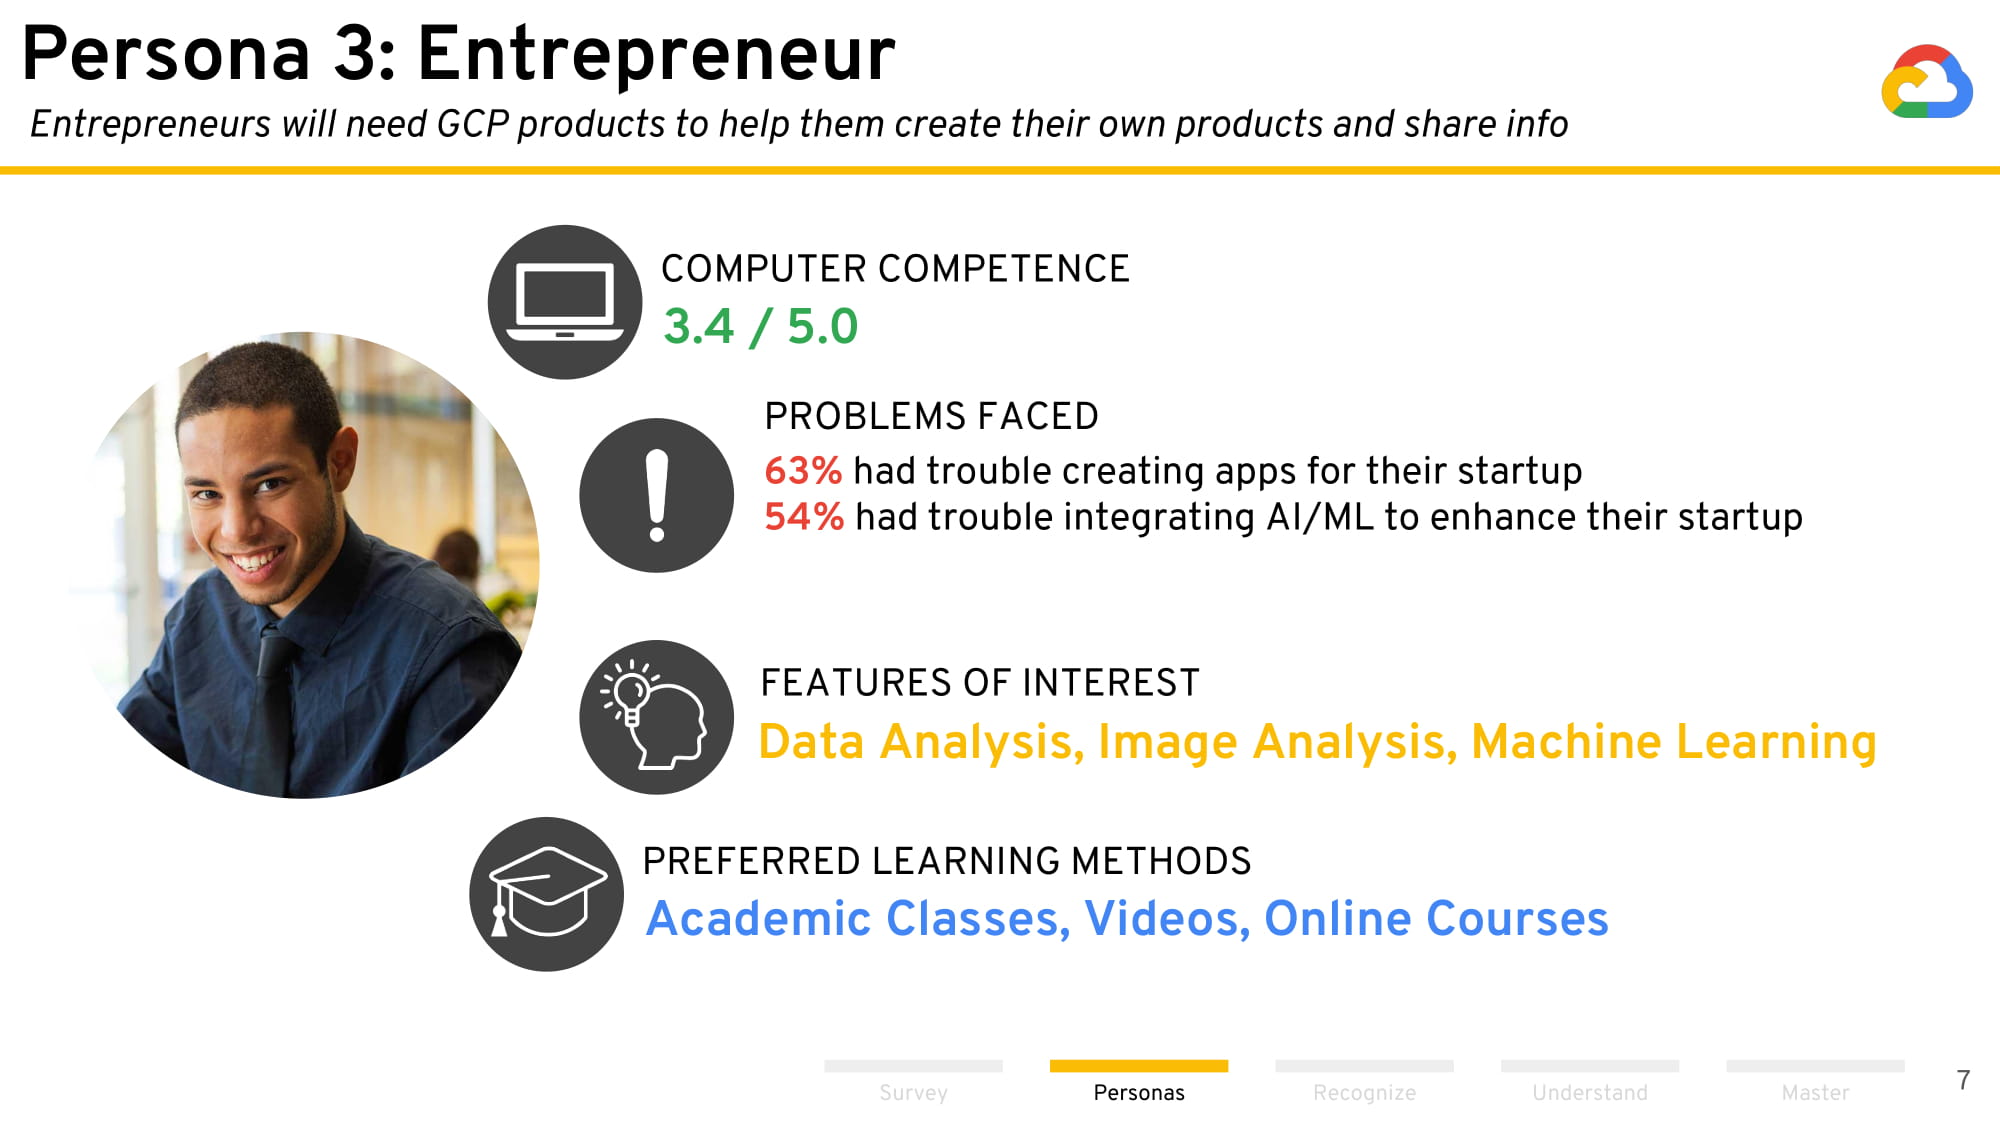 Persona 3: Entrepreneur
Entrepreneurs will need GCP products to help them create their own products and share info
COMPUTER COMPETENCE
3.4 / 5.0
PROBLEMS FACED
63% had trouble creating apps for their startup
54% had trouble integrating AI/ML to enhance their startup
FEATURES OF INTEREST
Data Analysis, Image Analysis, Machine Learning
PREFERRED LEARNING METHODS
Academic Classes, Videos, Online Courses
Survey
Personas
Recognize
Understand
Master
7